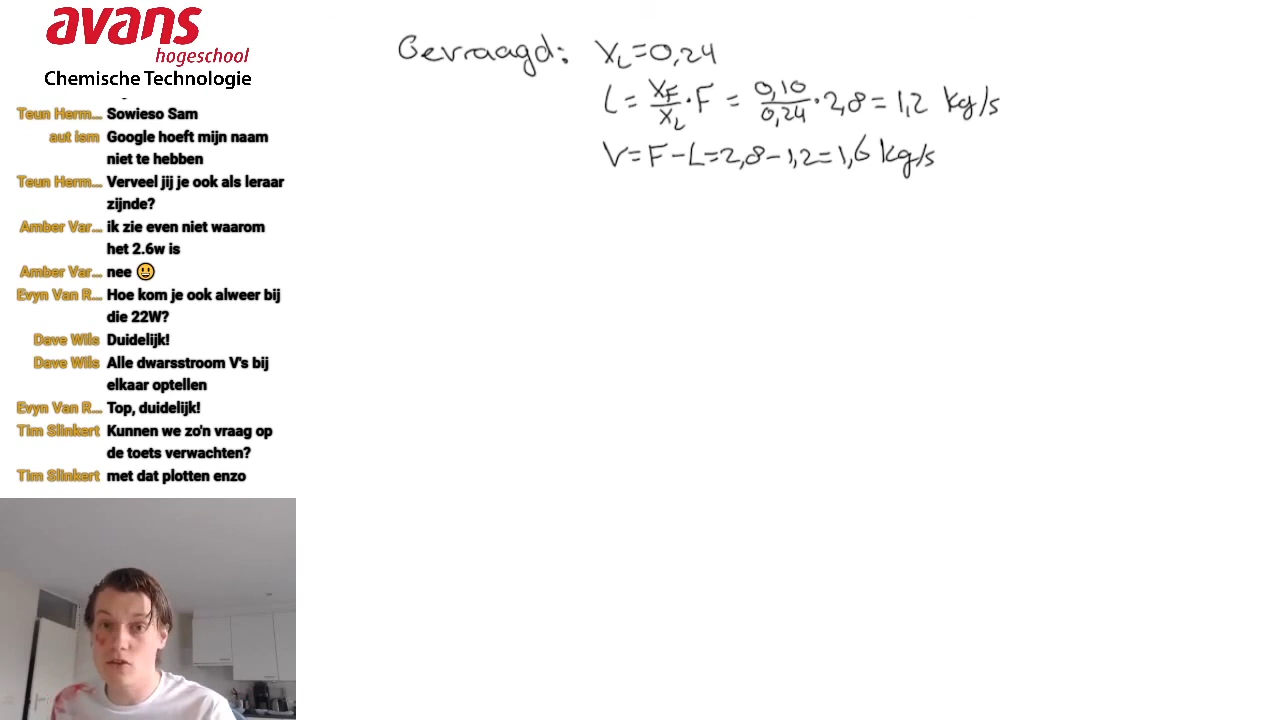 avans
hogeschool
Chemische Technologie
Teun Herm... Sowieso Sam
aut ism Google hoeft mijn naam
niet te hebben
Teun Herm... Verveel jij je ook als leraar
zijnde?
Amber Var... ik zie even niet waarom
het 2.6w is
Amber Var... nee 😃
Evyn Van R... Hoe kom je ook alweer bij
die 22W?
Dave Wils Duidelijk!
Dave Wils Alle dwarsstroom V's bij
elkaar optellen
Evyn Van R... Top, duidelijk!
Tim Slinkert Kunnen we zo'n vraag op
de toets verwachten?
Tim Slinkert met dat plotten enzo
Gevraagd: x_L = 0,24
L = x_F/x_L · F = 0,10/0,24 · 2,8 = 1,2 kg/s
V = F - L = 2,8 - 1,2 = 1,6 kg/s